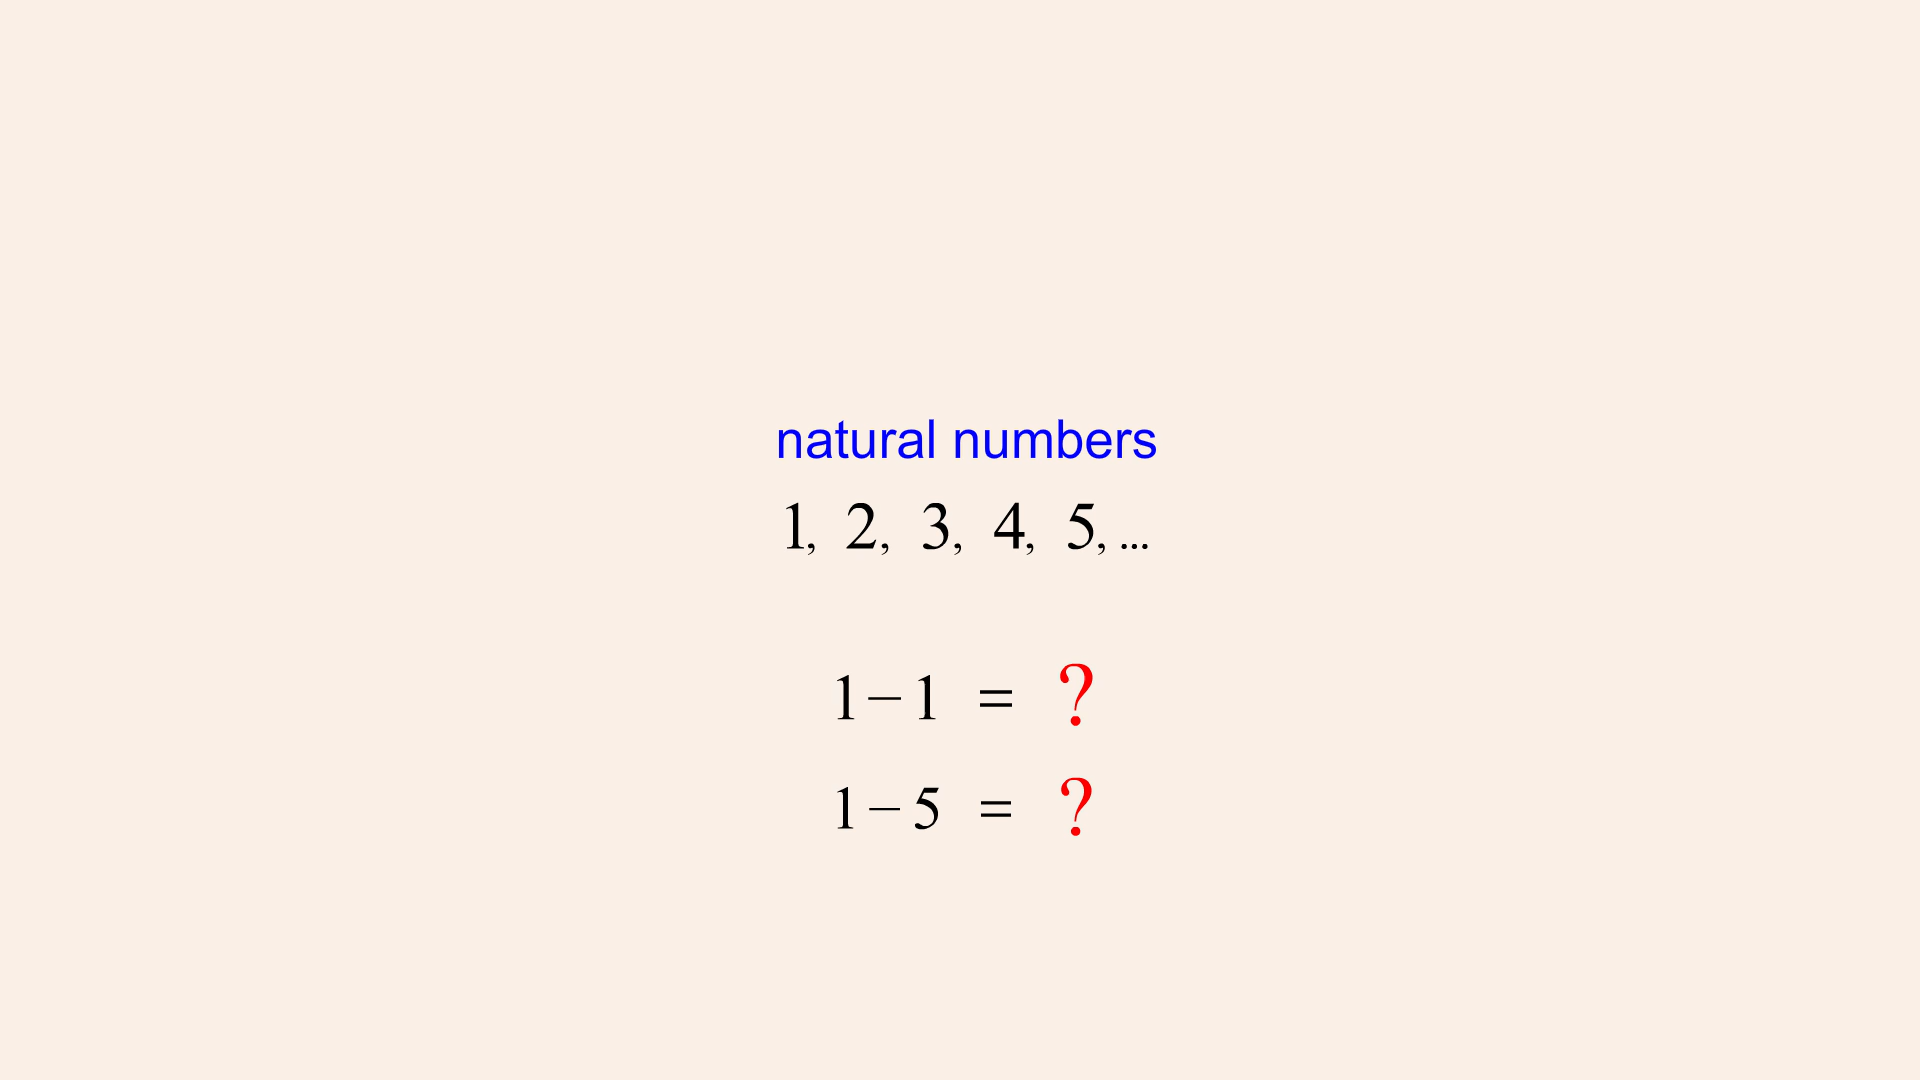 natural numbers
1, 2, 3, 4, 5, ...
1 − 1 = ?
1 − 5 = ?